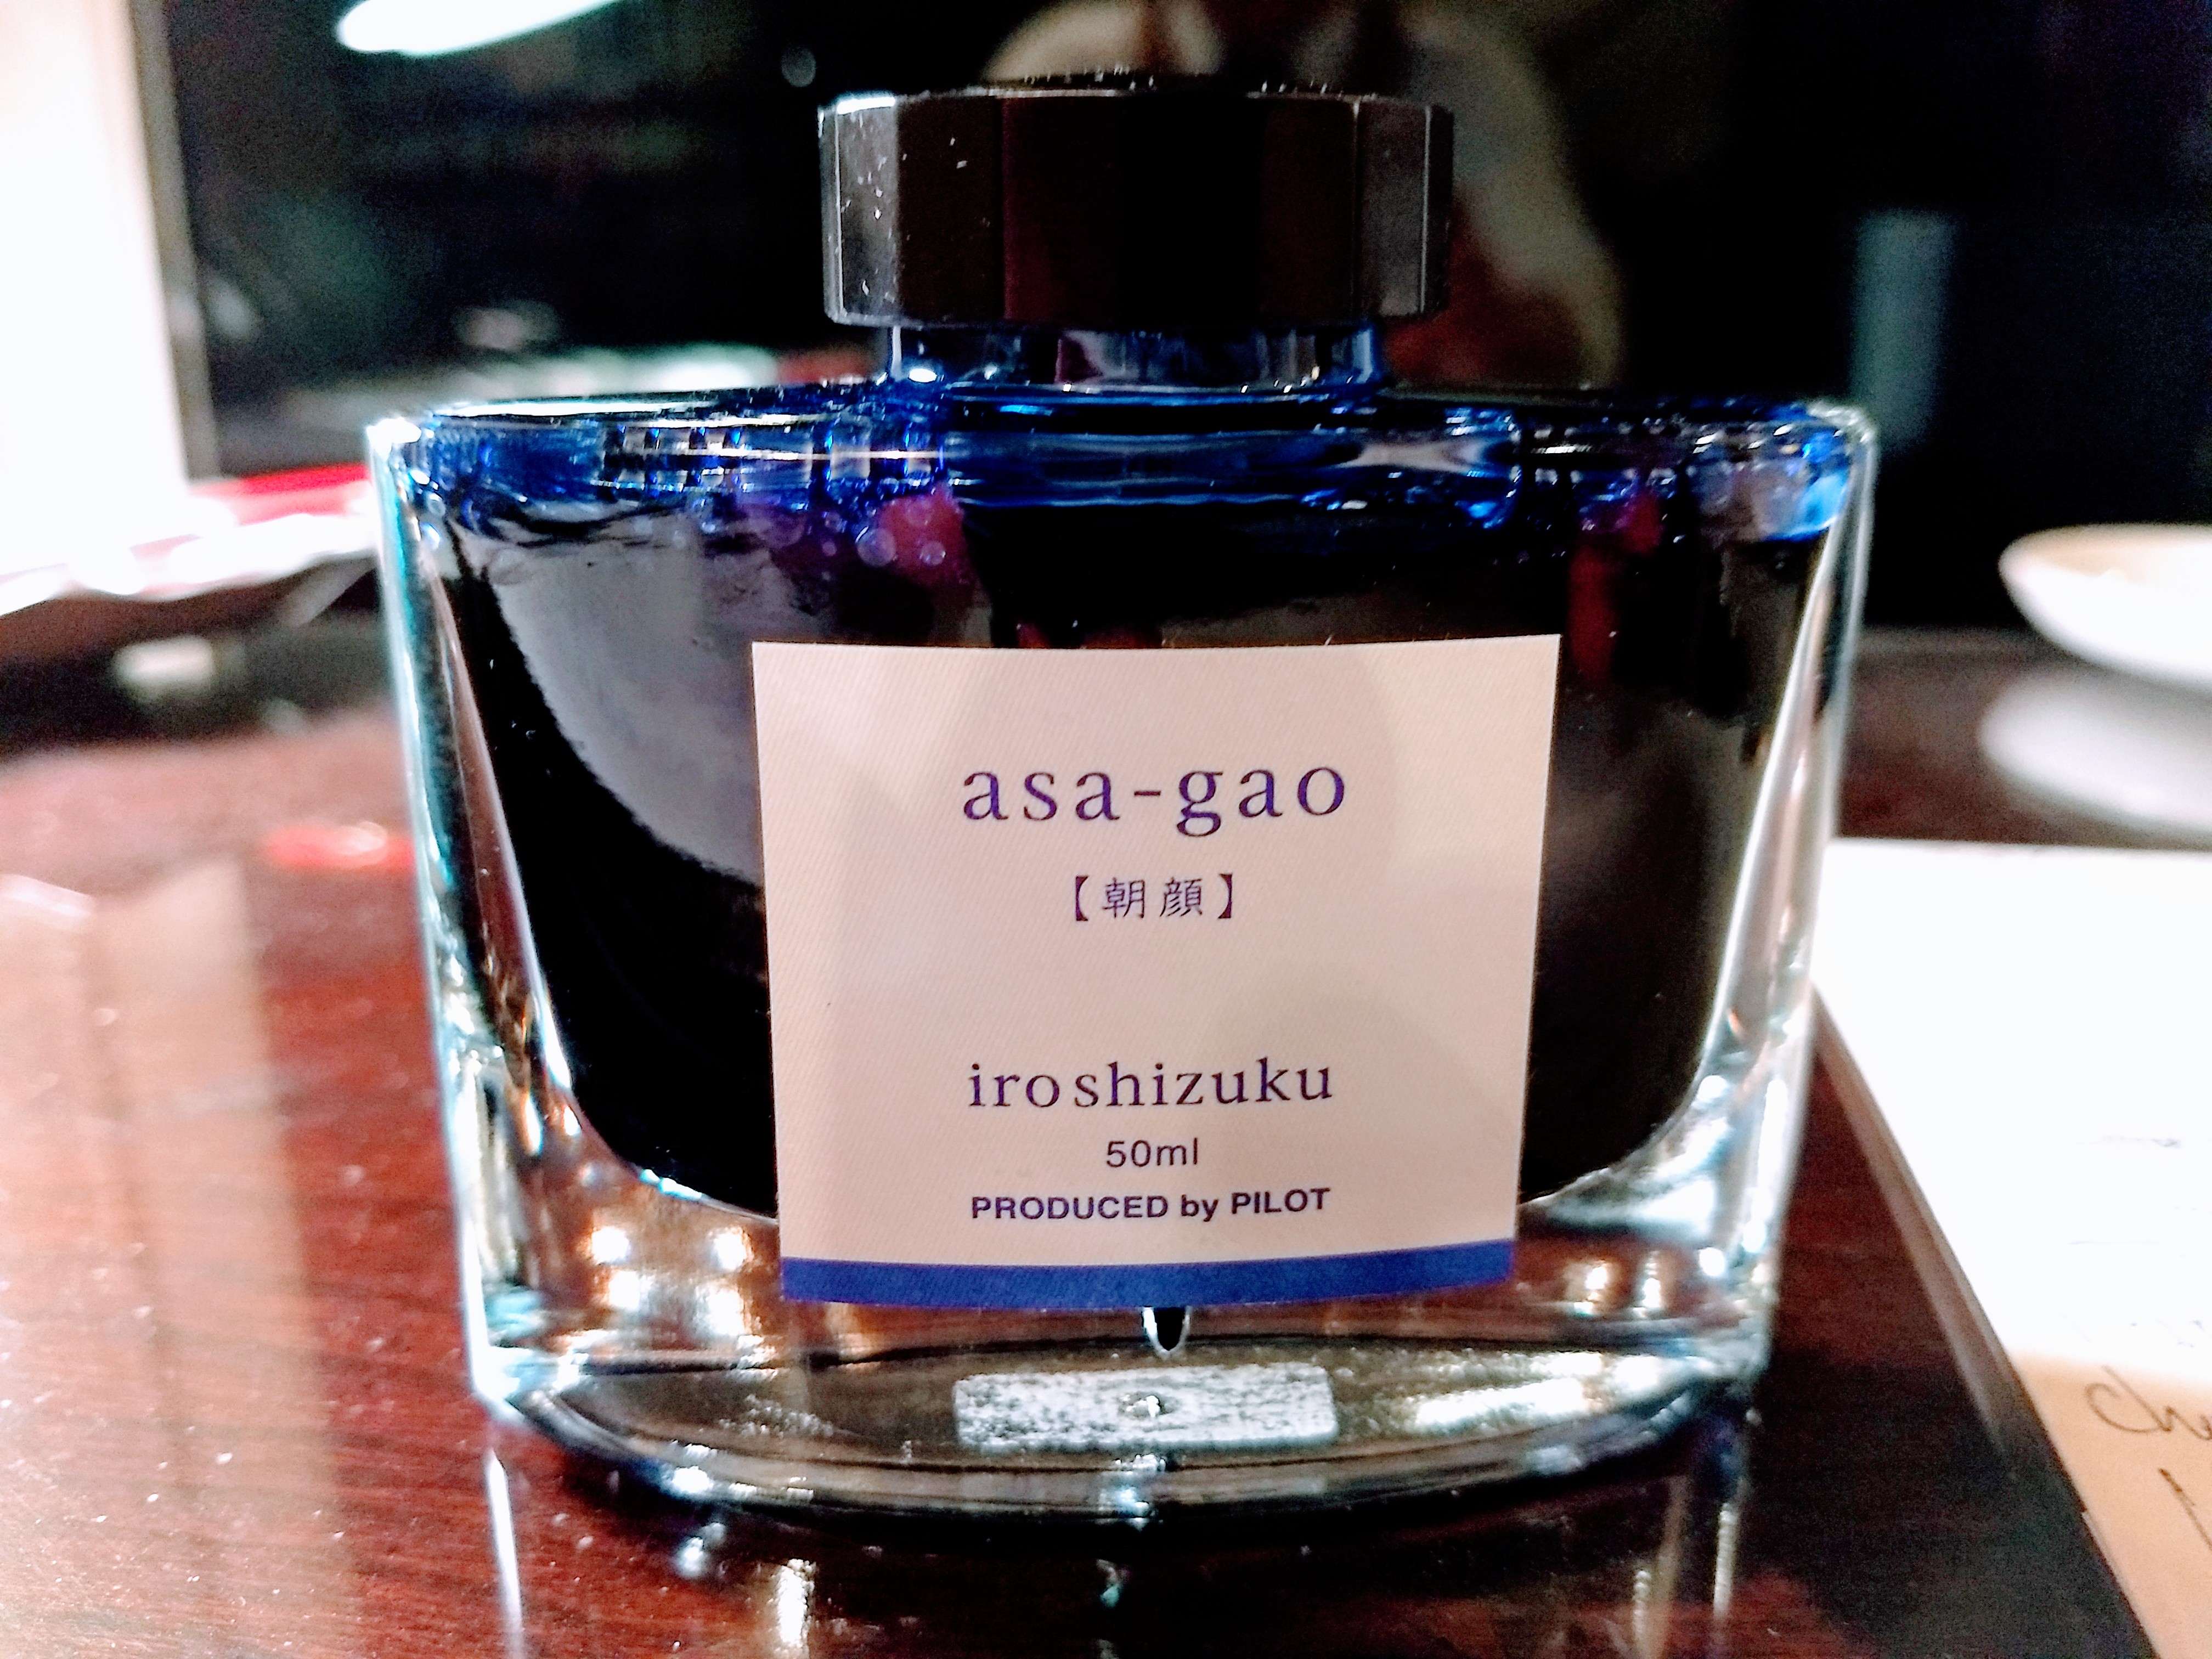 asa-gao
【朝顔】
iroshizuku
50ml
PRODUCED by PILOT